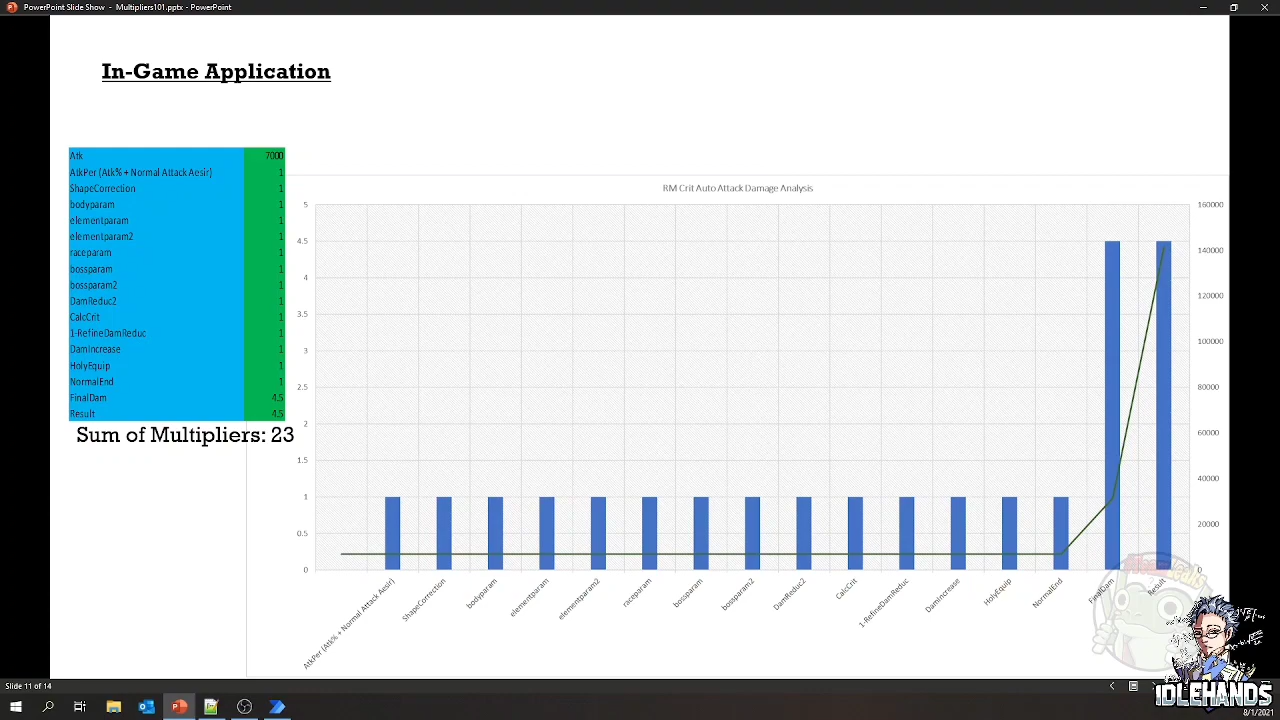 PowerPoint Slide Show - Multipliers101.pptx - PowerPoint
In-Game Application
Atk 7000
AtkPer (Atk% + Normal Attack Aesir) 1
ShapeCorrection 1
bodyparam 1
elementparam 1
elementparam2 1
raceparam 1
bossparam 1
bossparam2 1
DamReduc2 1
CalcCrit 1
1-RefineDamReduc 1
DamIncrease 1
HolyEquip 1
NormalEnd 1
FinalDam 4.5
Result 4.5
Sum of Multipliers: 23
RM Crit Auto Attack Damage Analysis
5
4.5
4
3.5
3
2.5
2
1.5
1
0.5
0
160000
140000
120000
100000
80000
60000
40000
20000
0
AtkPer (Atk% + Normal Attack Aesir)
ShapeCorrection
bodyparam
elementparam
elementparam2
raceparam
bossparam
bossparam2
DamReduc2
CalcCrit
1-RefineDamReduc
DamIncrease
HolyEquip
NormalEnd
FinalDam
Result
Slide 11 of 14
IDLEHANDS
8/1/2021